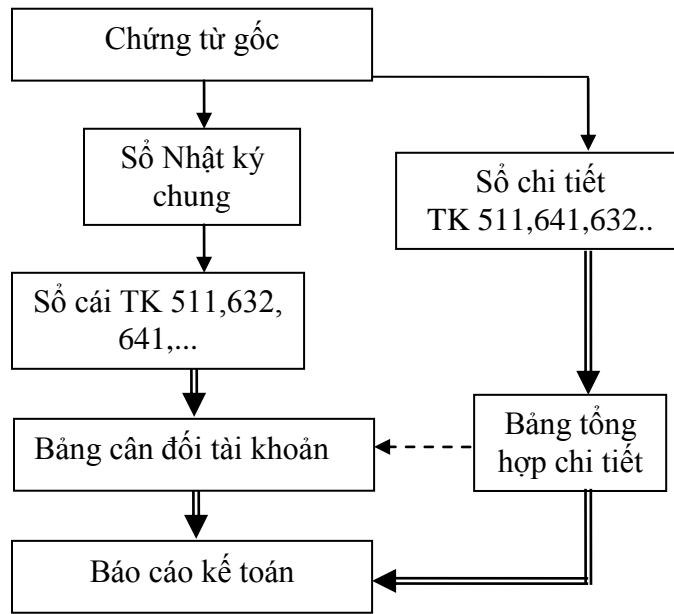 Chứng từ gốc
Sổ Nhật ký
chung
Sổ chi tiết
TK 511,641,632..
Sổ cái TK 511,632,
641,...
Bảng cân đối tài khoản
Bảng tổng
hợp chi tiết
Báo cáo kế toán